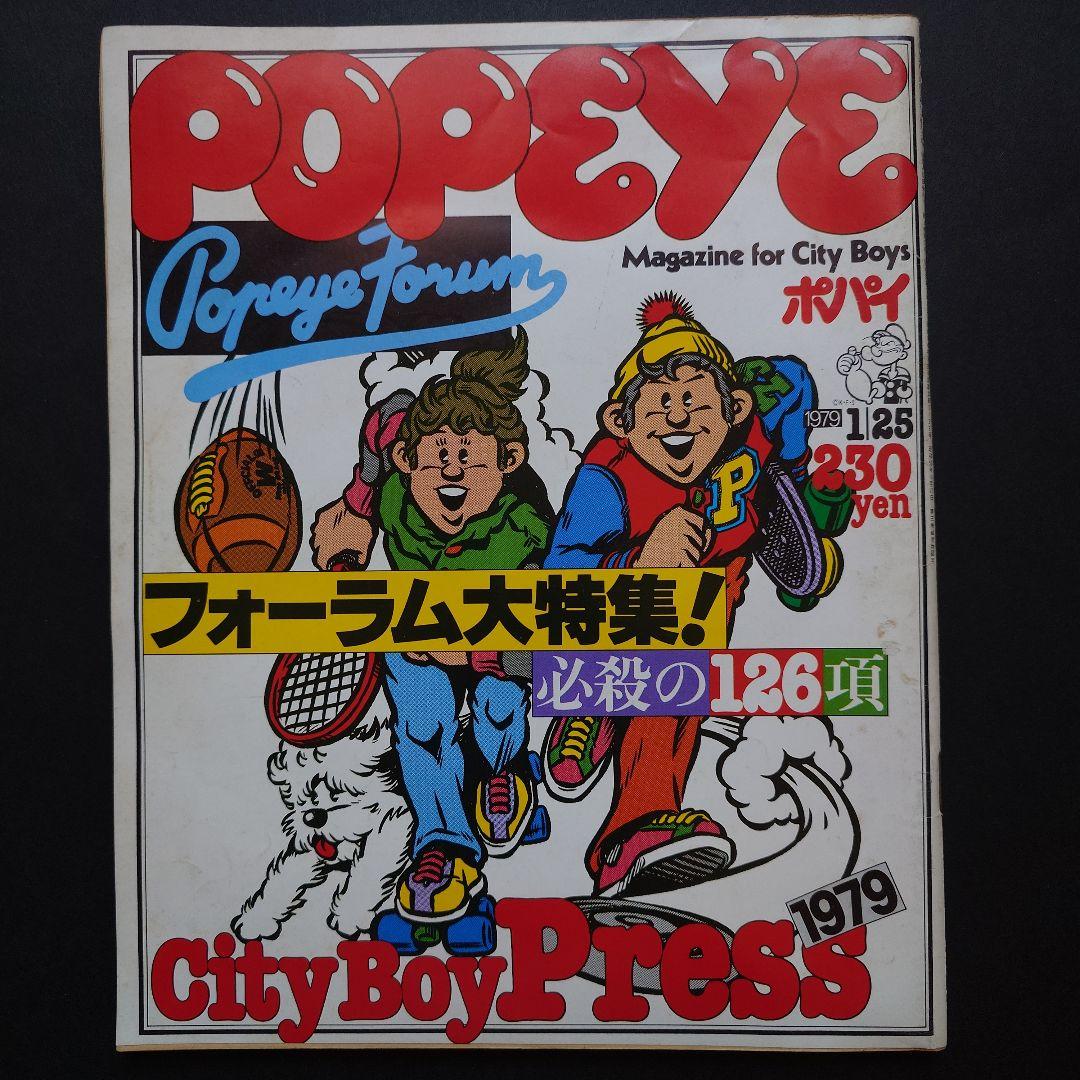 POPEYE
Popeye Forum
Magazine for City Boys
ポパイ
©K・F・S
1979 1/25
230
yen
P
フォーラム大特集!
必殺の126項
1979
City Boy Press